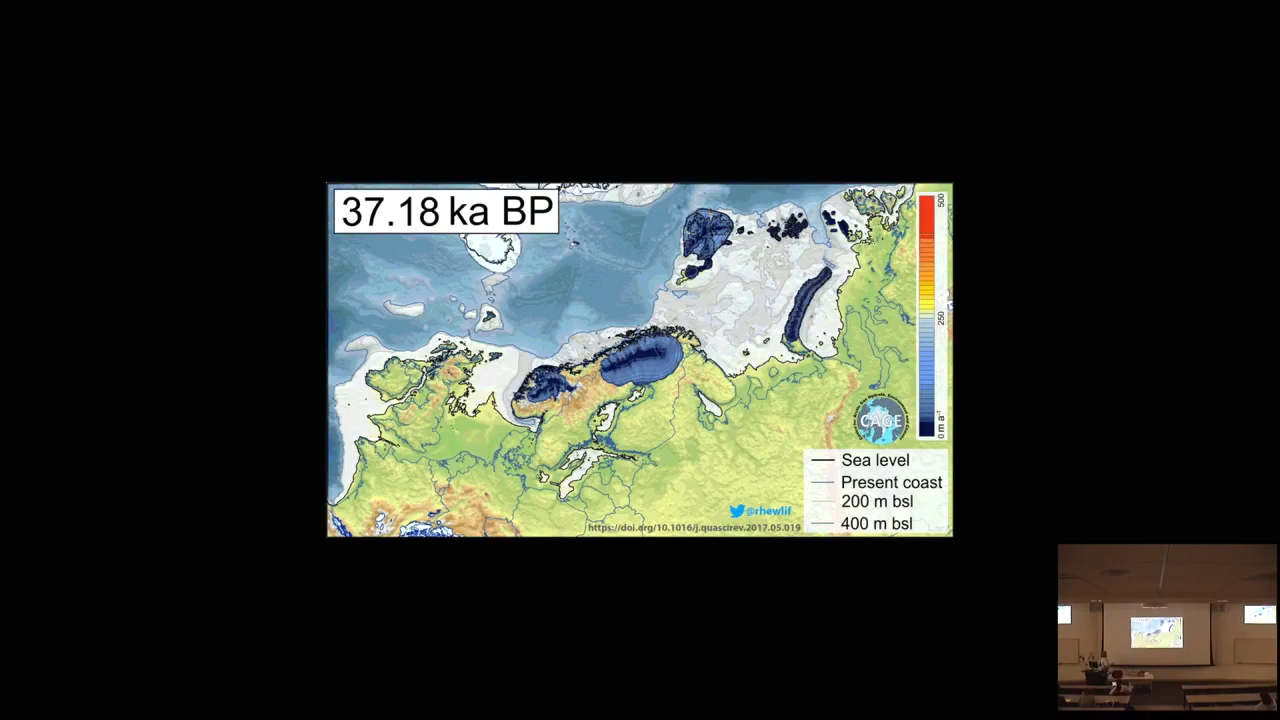 37.18 ka BP
500
250
0 m a⁻¹
CAGE
Sea level
Present coast
200 m bsl
400 m bsl
@rhewlif
https://doi.org/10.1016/j.quascirev.2017.05.019